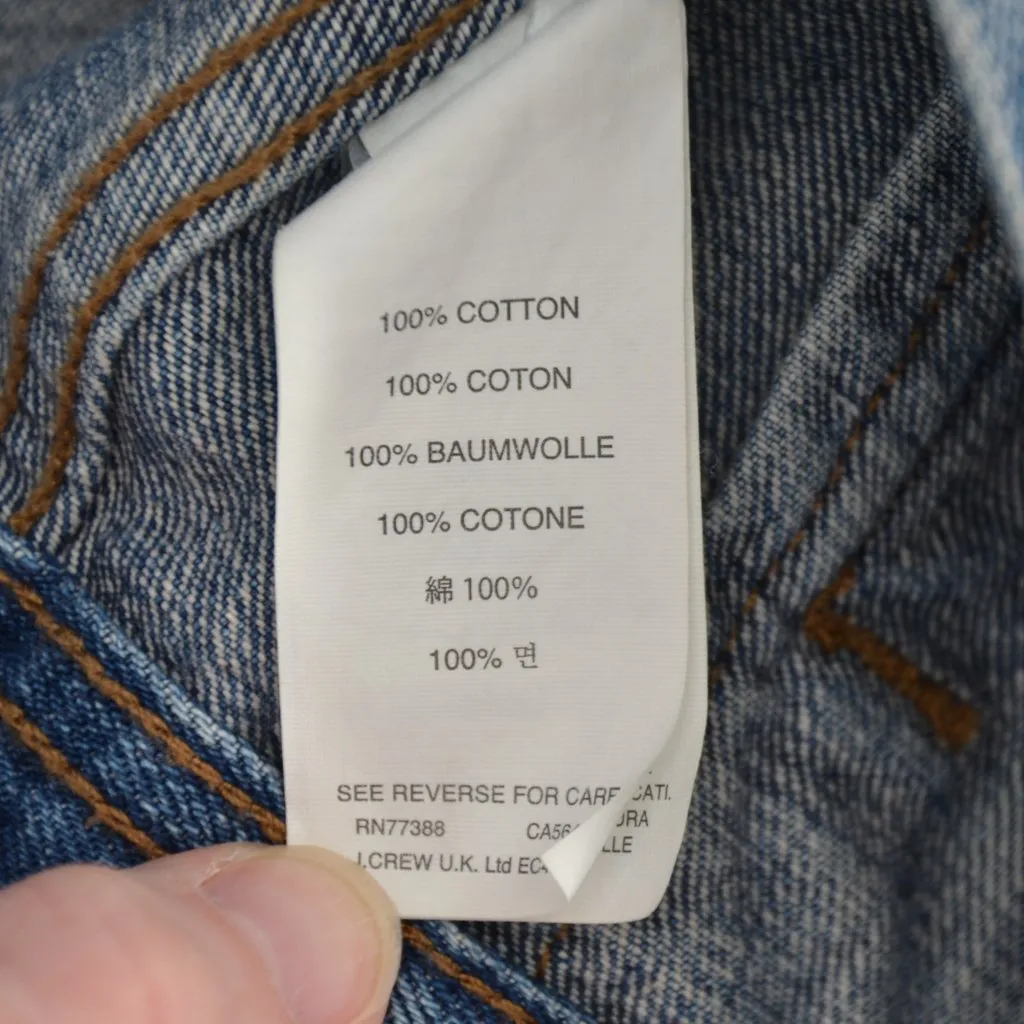 100% COTTON
100% COTON
100% BAUMWOLLE
100% COTONE
綿 100%
100% 면
SEE REVERSE FOR CARE
RN77388
J.CREW U.K. Ltd